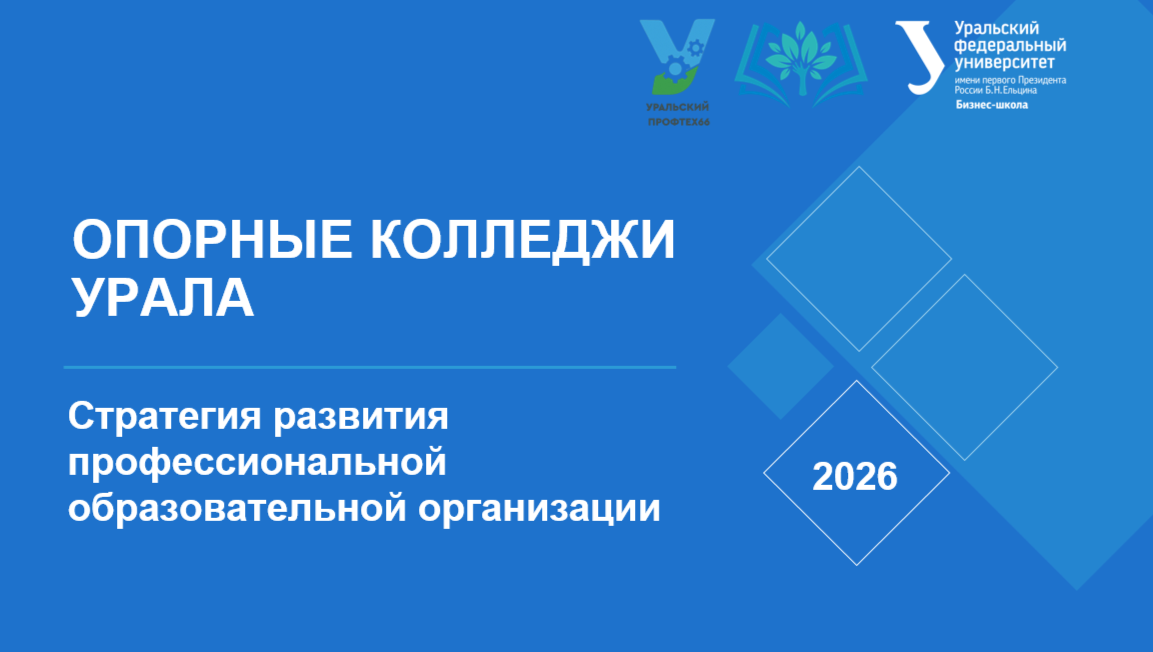 УРАЛЬСКИЙ
ПРОФТЕХ66
Уральский
федеральный
университет
имени первого Президента
России Б.Н.Ельцина
Бизнес-школа
ОПОРНЫЕ КОЛЛЕДЖИ
УРАЛА
Стратегия развития
профессиональной
образовательной организации
2026